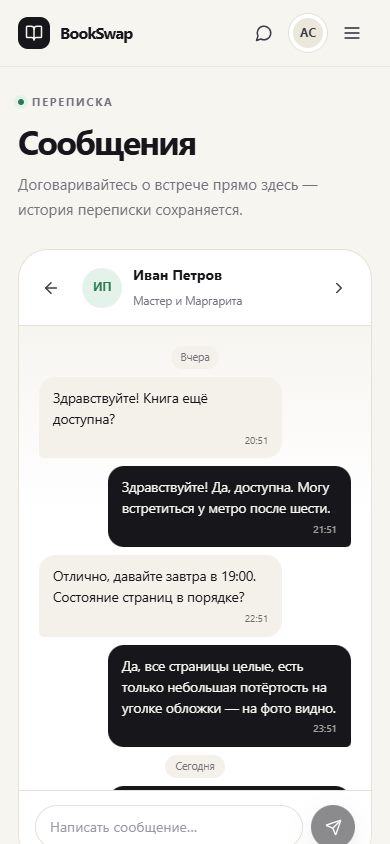 BookSwap
АС
ПЕРЕПИСКА
Сообщения
Договаривайтесь о встрече прямо здесь —
история переписки сохраняется.
ИП
Иван Петров
Мастер и Маргарита
Вчера
Здравствуйте! Книга ещё
доступна?
20:51
Здравствуйте! Да, доступна. Могу
встретиться у метро после шести.
21:51
Отлично, давайте завтра в 19:00.
Состояние страниц в порядке?
22:51
Да, все страницы целые, есть
только небольшая потёртость на
уголке обложки — на фото видно.
23:51
Сегодня
Написать сообщение...